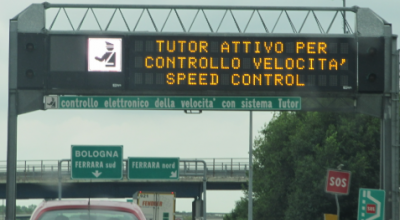 TUTOR ATTIVO PER
CONTROLLO VELOCITA'
SPEED CONTROL
controllo elettronico della velocità con sistema Tutor
BOLOGNA
FERRARA sud
FERRARA nord
SOS